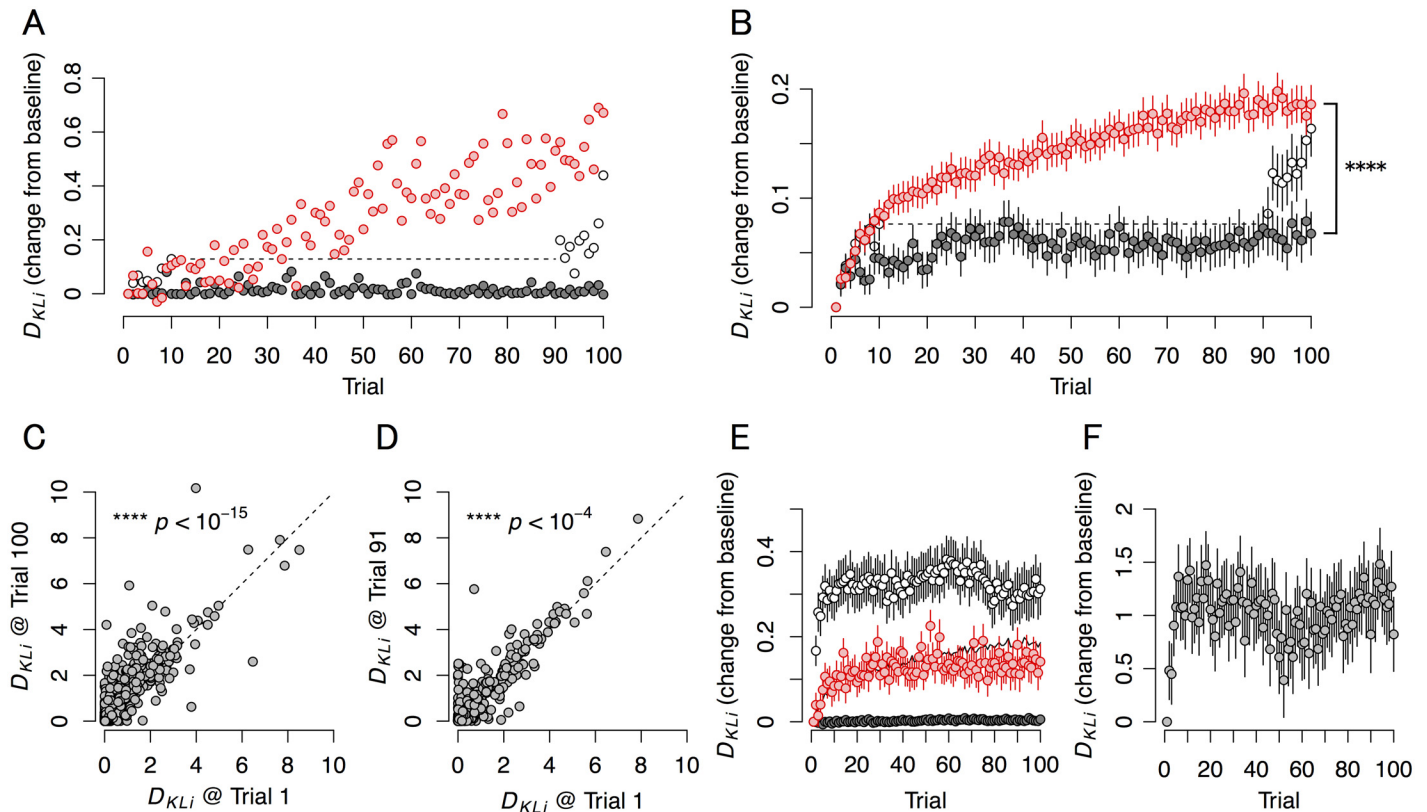 A
D_KLi (change from baseline)
0.8
0.6
0.4
0.2
0
0 10 20 30 40 50 60 70 80 90 100
Trial
B
D_KLi (change from baseline)
0.2
0.1
0
0 10 20 30 40 50 60 70 80 90 100
Trial
****
C
D_KLi @ Trial 100
10
8
6
4
2
0
**** p < 10^−15
0 2 4 6 8 10
D_KLi @ Trial 1
D
D_KLi @ Trial 91
10
8
6
4
2
0
**** p < 10^−4
0 2 4 6 8 10
D_KLi @ Trial 1
E
D_KLi (change from baseline)
0.4
0.2
0
0 20 40 60 80 100
Trial
F
D_KLi (change from baseline)
2
1.5
1
0.5
0
0 20 40 60 80 100
Trial